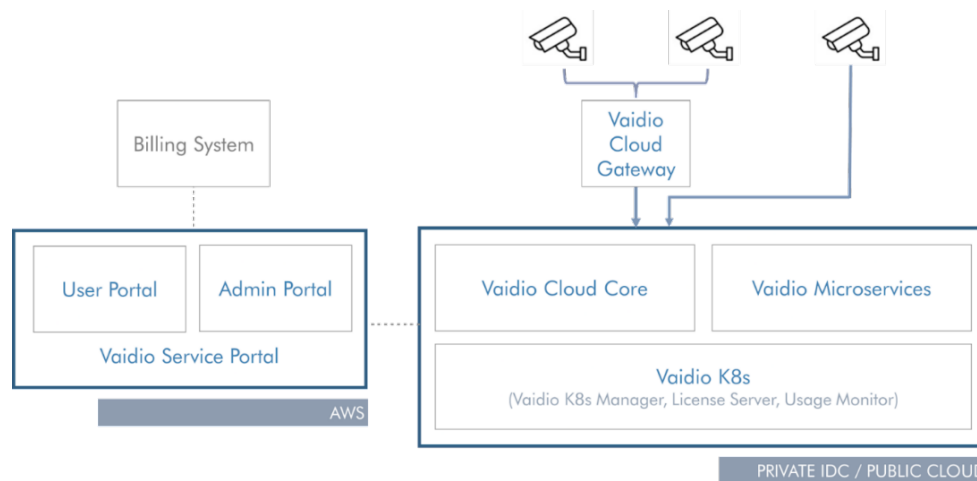 Vaidio
Cloud
Gateway
Billing System
User Portal
Admin Portal
Vaidio Service Portal
AWS
Vaidio Cloud Core
Vaidio Microservices
Vaidio K8s
(Vaidio K8s Manager, License Server, Usage Monitor)
PRIVATE IDC / PUBLIC CLOUD